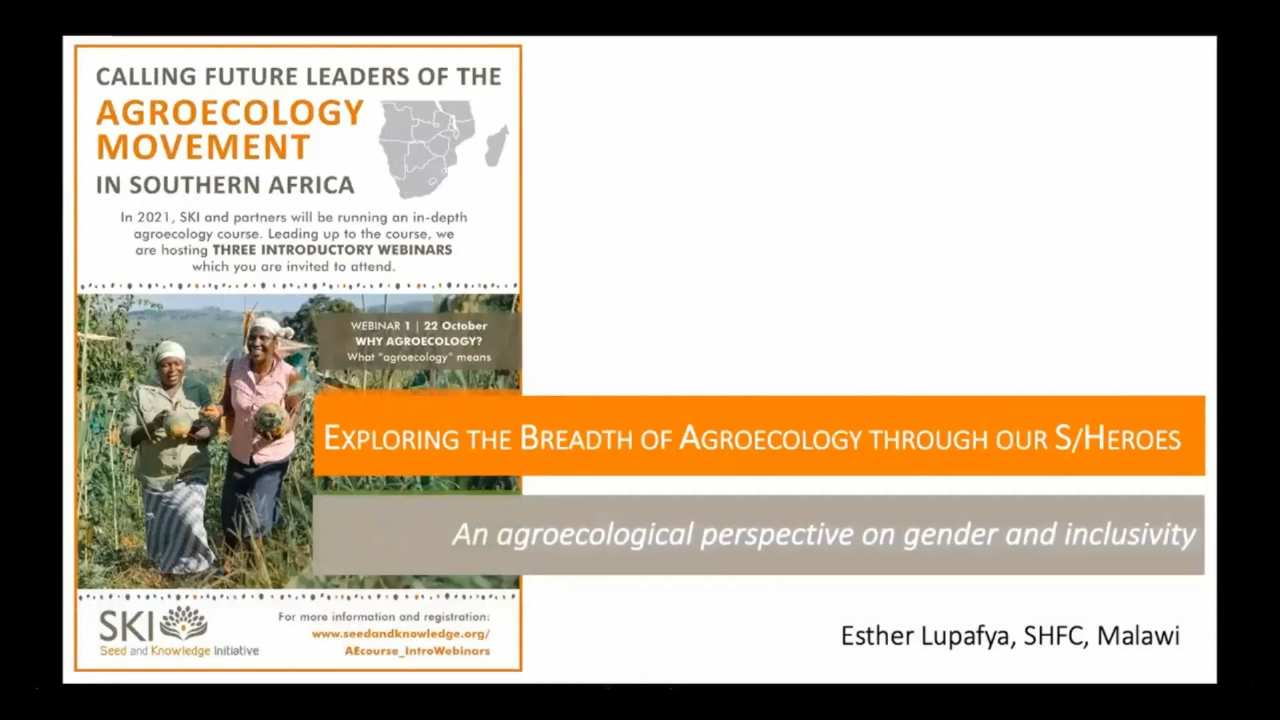 CALLING FUTURE LEADERS OF THE
AGROECOLOGY
MOVEMENT
IN SOUTHERN AFRICA
In 2021, SKI and partners will be running an in-depth
agroecology course. Leading up to the course, we
are hosting THREE INTRODUCTORY WEBINARS
which you are invited to attend.
WEBINAR 1 | 22 October
WHY AGROECOLOGY?
What "agroecology" means
EXPLORING THE BREADTH OF AGROECOLOGY THROUGH OUR S/HEROES
An agroecological perspective on gender and inclusivity
SKI
Seed and Knowledge Initiative
For more information and registration:
www.seedandknowledge.org/
AEcourse_IntroWebinars
Esther Lupafya, SHFC, Malawi